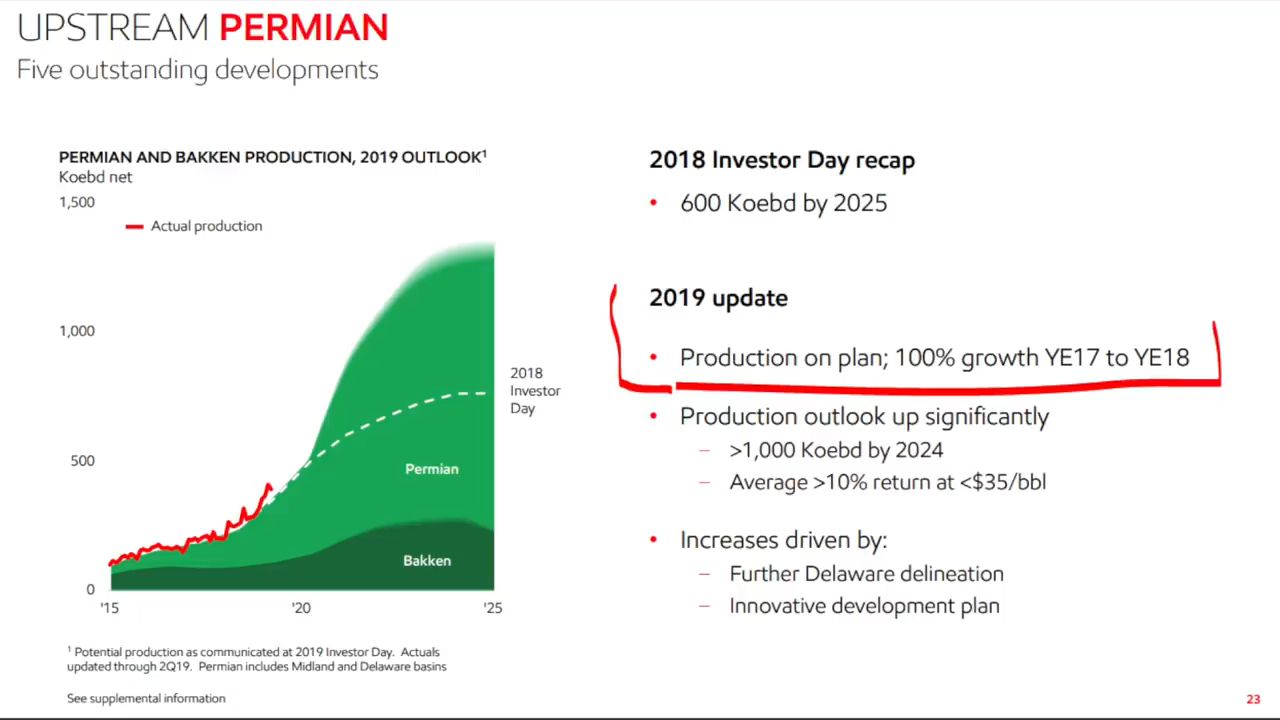 UPSTREAM PERMIAN
Five outstanding developments
PERMIAN AND BAKKEN PRODUCTION, 2019 OUTLOOK¹
Koebd net
1,500
Actual production
1,000
2018
Investor
Day
500
Permian
Bakken
0
'15
'20
'25
¹ Potential production as communicated at 2019 Investor Day. Actuals
updated through 2Q19. Permian includes Midland and Delaware basins
See supplemental information
2018 Investor Day recap
• 600 Koebd by 2025
2019 update
• Production on plan; 100% growth YE17 to YE18
• Production outlook up significantly
– >1,000 Koebd by 2024
– Average >10% return at <$35/bbl
• Increases driven by:
– Further Delaware delineation
– Innovative development plan
23